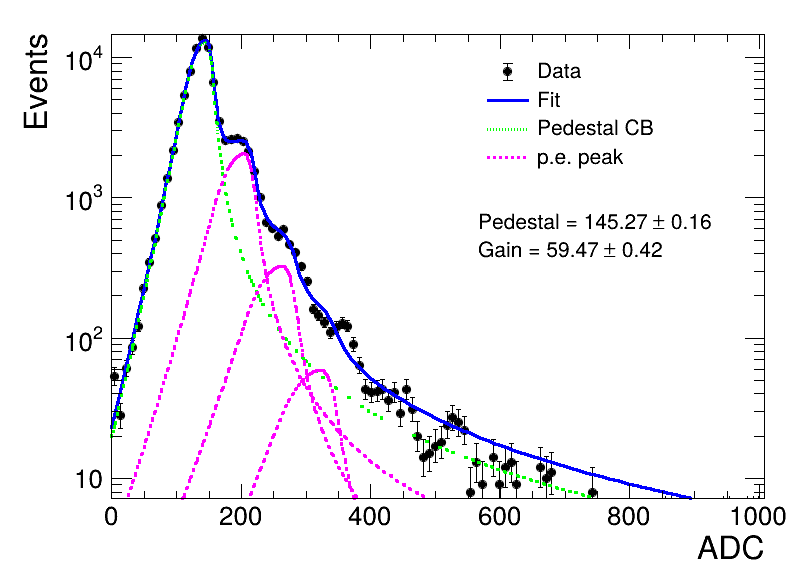 Events
10⁴
10³
10²
10
Data
Fit
Pedestal CB
p.e. peak
Pedestal = 145.27 ± 0.16
Gain = 59.47 ± 0.42
0 200 400 600 800 1000
ADC